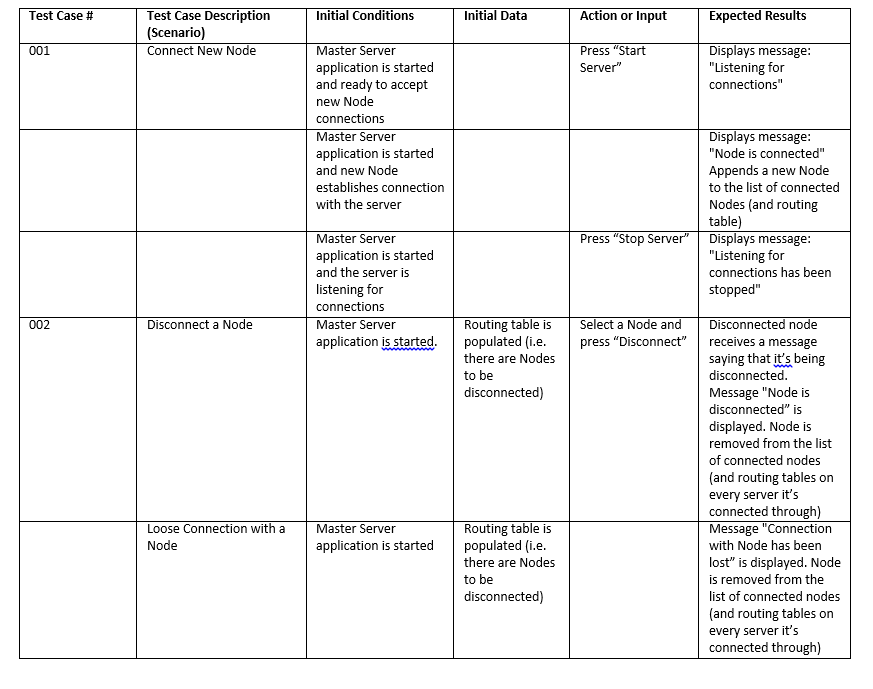 Test Case #
Test Case Description
(Scenario)
Initial Conditions
Initial Data
Action or Input
Expected Results
001
Connect New Node
Master Server
application is started
and ready to accept
new Node
connections
Press “Start
Server”
Displays message:
"Listening for
connections"
Master Server
application is started
and new Node
establishes connection
with the server
Displays message:
"Node is connected"
Appends a new Node
to the list of connected
Nodes (and routing
table)
Master Server
application is started
and the server is
listening for
connections
Press “Stop Server”
Displays message:
"Listening for
connections has been
stopped"
002
Disconnect a Node
Master Server
application is started.
Routing table is
populated (i.e.
there are Nodes
to be
disconnected)
Select a Node and
press “Disconnect”
Disconnected node
receives a message
saying that it’s being
disconnected.
Message "Node is
disconnected” is
displayed. Node is
removed from the list
of connected nodes
(and routing tables on
every server it’s
connected through)
Loose Connection with a
Node
Master Server
application is started
Routing table is
populated (i.e.
there are Nodes
to be
disconnected)
Message "Connection
with Node has been
lost” is displayed. Node
is removed from the
list of connected nodes
(and routing tables on
every server it’s
connected through)